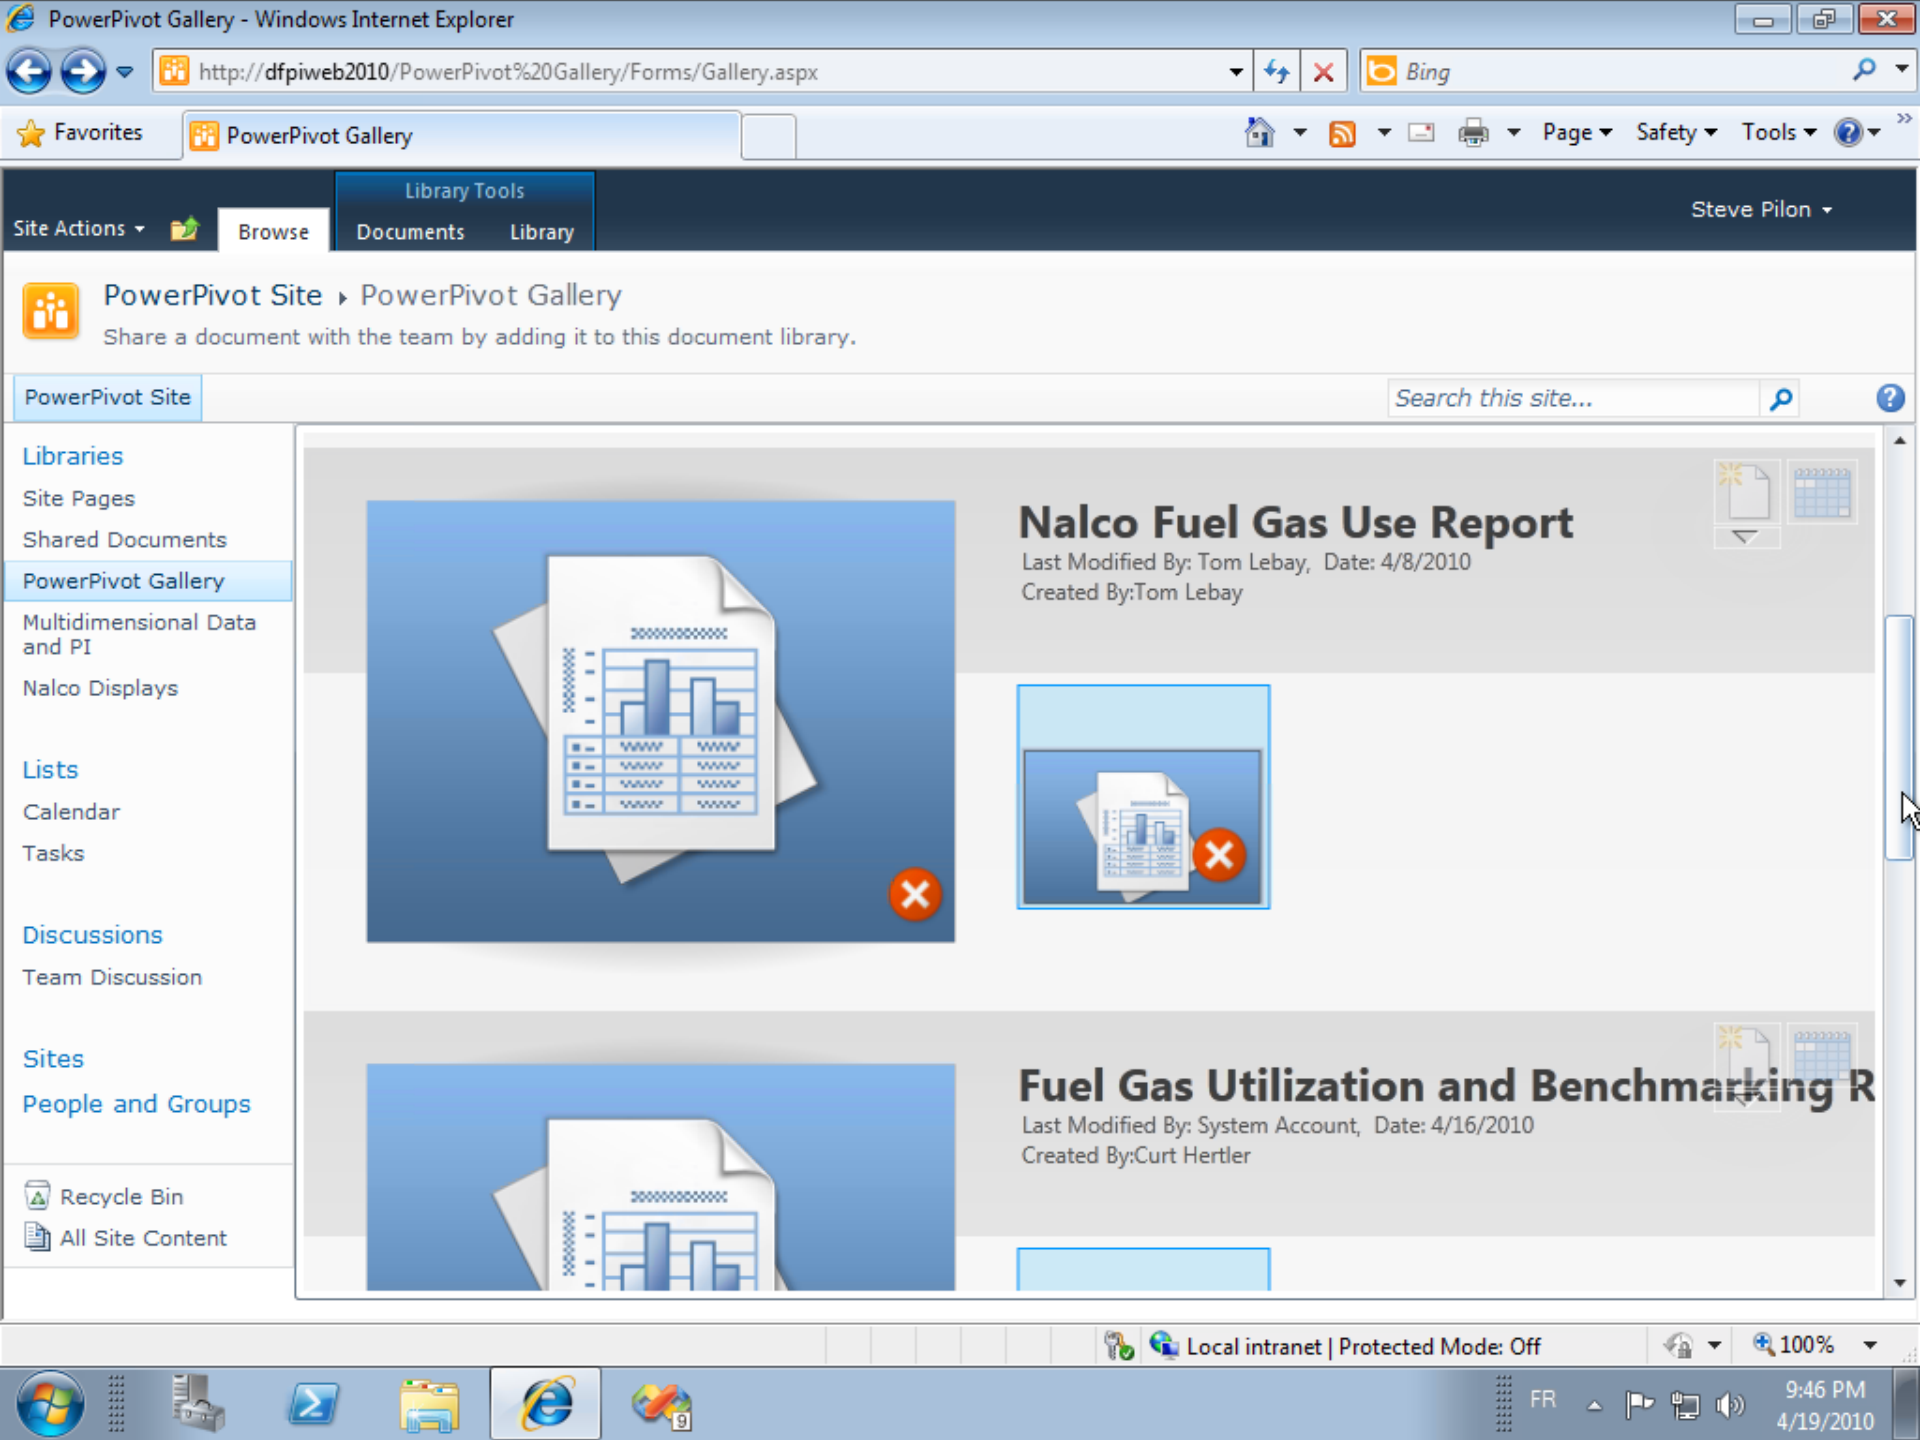 PowerPivot Gallery - Windows Internet Explorer
http://dfpiweb2010/PowerPivot%20Gallery/Forms/Gallery.aspx
Bing
Favorites
PowerPivot Gallery
Page
Safety
Tools
Library Tools
Site Actions
Browse
Documents
Library
Steve Pilon
PowerPivot Site
PowerPivot Gallery
Share a document with the team by adding it to this document library.
PowerPivot Site
Search this site...
Libraries
Site Pages
Shared Documents
PowerPivot Gallery
Multidimensional Data
and PI
Nalco Displays
Lists
Calendar
Tasks
Discussions
Team Discussion
Sites
People and Groups
Recycle Bin
All Site Content
Nalco Fuel Gas Use Report
Last Modified By: Tom Lebay, Date: 4/8/2010
Created By:Tom Lebay
Fuel Gas Utilization and Benchmarking R
Last Modified By: System Account, Date: 4/16/2010
Created By:Curt Hertler
Local intranet | Protected Mode: Off
100%
9
FR
9:46 PM
4/19/2010